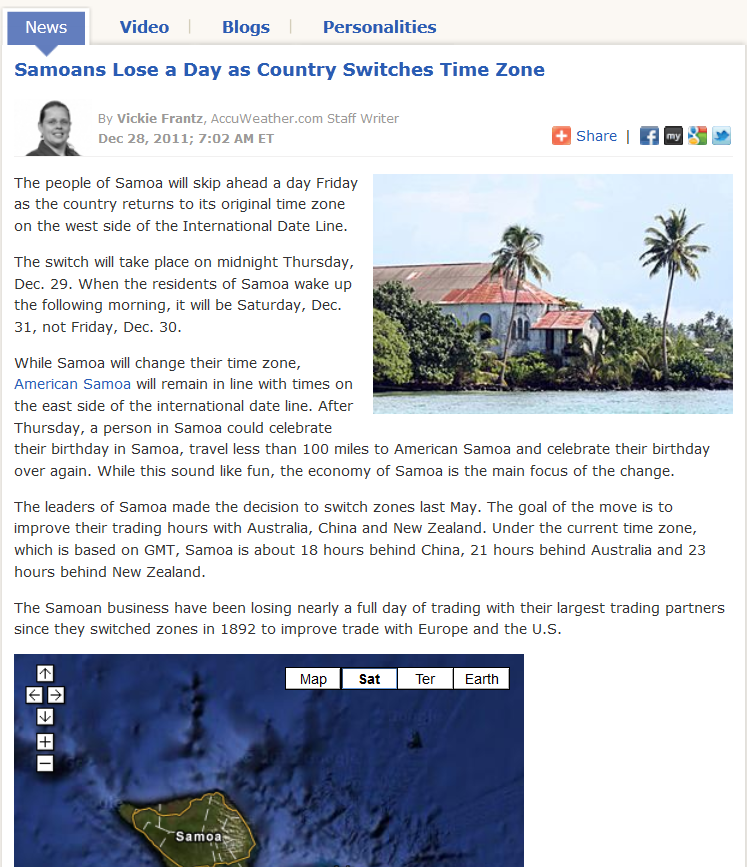 News
Video
Blogs
Personalities
Samoans Lose a Day as Country Switches Time Zone
By Vickie Frantz, AccuWeather.com Staff Writer
Dec 28, 2011; 7:02 AM ET
Share |
f
my
g
The people of Samoa will skip ahead a day Friday
as the country returns to its original time zone
on the west side of the International Date Line.
The switch will take place on midnight Thursday,
Dec. 29. When the residents of Samoa wake up
the following morning, it will be Saturday, Dec.
31, not Friday, Dec. 30.
While Samoa will change their time zone,
American Samoa will remain in line with times on
the east side of the international date line. After
Thursday, a person in Samoa could celebrate
their birthday in Samoa, travel less than 100 miles to American Samoa and celebrate their birthday
over again. While this sound like fun, the economy of Samoa is the main focus of the change.
The leaders of Samoa made the decision to switch zones last May. The goal of the move is to
improve their trading hours with Australia, China and New Zealand. Under the current time zone,
which is based on GMT, Samoa is about 18 hours behind China, 21 hours behind Australia and 23
hours behind New Zealand.
The Samoan business have been losing nearly a full day of trading with their largest trading partners
since they switched zones in 1892 to improve trade with Europe and the U.S.
Map
Sat
Ter
Earth
Samoa